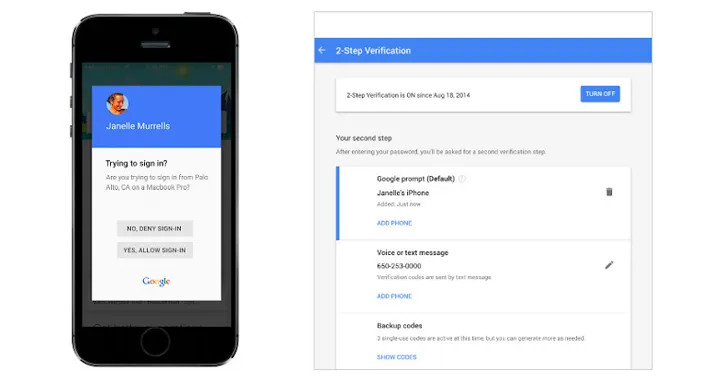 Janelle Murrells
Trying to sign in?
Are you trying to sign in from Palo
Alto, CA on a Macbook Pro?
NO, DENY SIGN-IN
YES, ALLOW SIGN-IN
Google
2-Step Verification
2-Step Verification is ON since Aug 18, 2014
TURN OFF
Your second step
After entering your password, you'll be asked for a second verification step.
Google prompt (Default)
Janelle's iPhone
Added: Just now
ADD PHONE
Voice or text message
650-253-0000
Verification codes are sent by text message.
ADD PHONE
Backup codes
2 single-use codes are active at this time, but you can generate more as needed.
SHOW CODES